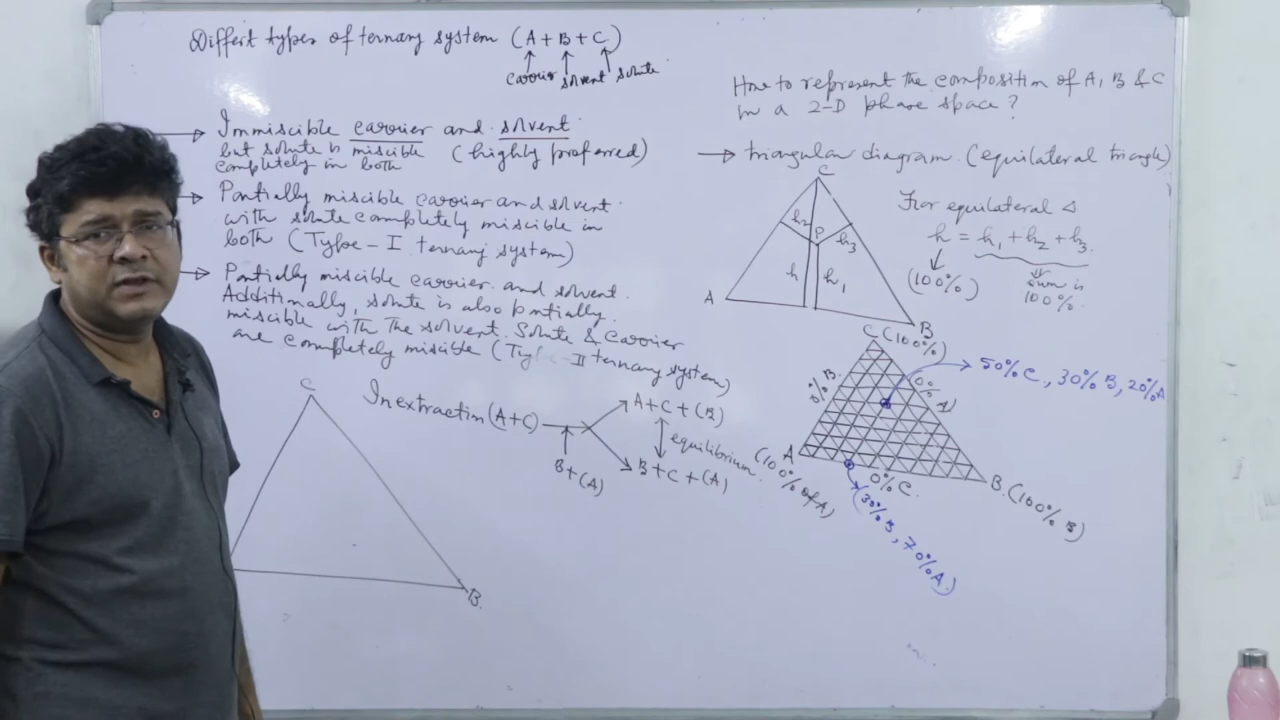 Differt types of ternary system (A + B + C)
carrier solvent solute
Immiscible carrier and solvent
but solute is miscible (highly preferred)
completely in both
Partially miscible carrier and solvent
with solute completely miscible in
both (Type - I ternary system)
Partially miscible carrier and solvent.
Additionally, solute is also partially
miscible with the solvent. Solute & Carrier
are completely miscible (Type - II ternary system)
C
B.
In extraction (A+C)
B+(A)
A+C+(B)
equilibrium
B+C+(A)
How to represent the composition of A, B & C
in a 2-D phase space?
→ triangular diagram. (equilateral triangle)
C
h2
P
h3
h
h1
A
B
For equilateral Δ
h = h1 + h2 + h3.
(100%)
sum is
100%.
C (100%)
0% B.
0% A
50% C, 30% B, 20% A
A
(100% of A)
0% C.
B. (100% B)
(30% B, 70% A)